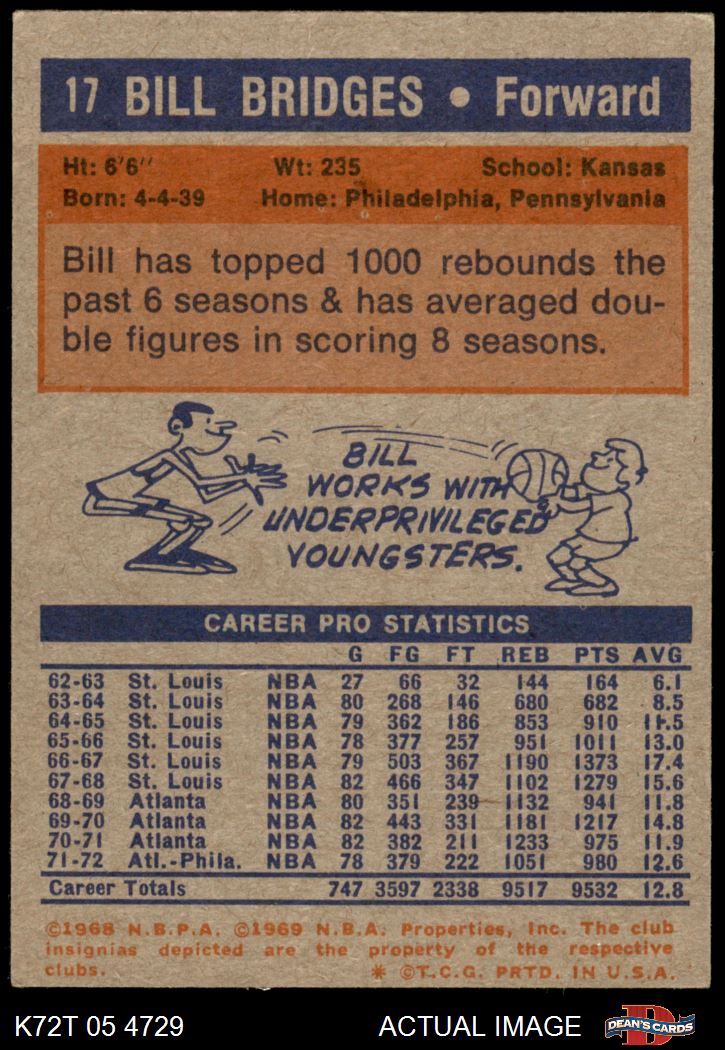 17 BILL BRIDGES • Forward
Ht: 6'6" Wt: 235 School: Kansas
Born: 4-4-39 Home: Philadelphia, Pennsylvania
Bill has topped 1000 rebounds the
past 6 seasons & has averaged dou-
ble figures in scoring 8 seasons.
BILL
WORKS WITH
UNDERPRIVILEGED
YOUNGSTERS.
CAREER PRO STATISTICS
G FG FT REB PTS AVG
62-63 St. Louis NBA 27 66 32 144 164 6.1
63-64 St. Louis NBA 80 268 146 680 682 8.5
64-65 St. Louis NBA 79 362 186 853 910 11.5
65-66 St. Louis NBA 78 377 257 951 1011 13.0
66-67 St. Louis NBA 79 503 367 1190 1373 17.4
67-68 St. Louis NBA 82 466 347 1102 1279 15.6
68-69 Atlanta NBA 80 351 239 1132 941 11.8
69-70 Atlanta NBA 82 443 331 1181 1217 14.8
70-71 Atlanta NBA 82 382 211 1233 975 11.9
71-72 Atl.-Phila. NBA 78 379 222 1051 980 12.6
Career Totals 747 3597 2338 9517 9532 12.8
©1968 N.B.P.A. ©1969 N.B.A. Properties, Inc. The club
insignias depicted are the property of the respective
clubs. * ©T.C.G. PRTD. IN U.S.A.
K72T 05 4729 ACTUAL IMAGE D DEAN'S CARDS